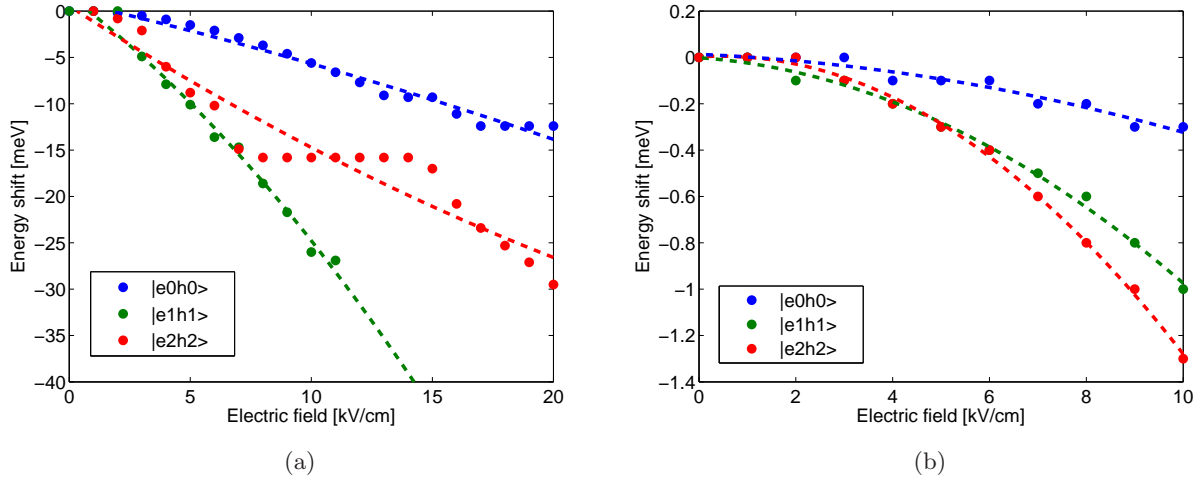 0
−5
−10
−15
−20
−25
−30
−35
−40
0
5
10
15
20
Energy shift [meV]
Electric field [kV/cm]
|e0h0>
|e1h1>
|e2h2>
(a)
0.2
0
−0.2
−0.4
−0.6
−0.8
−1
−1.2
−1.4
0
2
4
6
8
10
Energy shift [meV]
Electric field [kV/cm]
|e0h0>
|e1h1>
|e2h2>
(b)